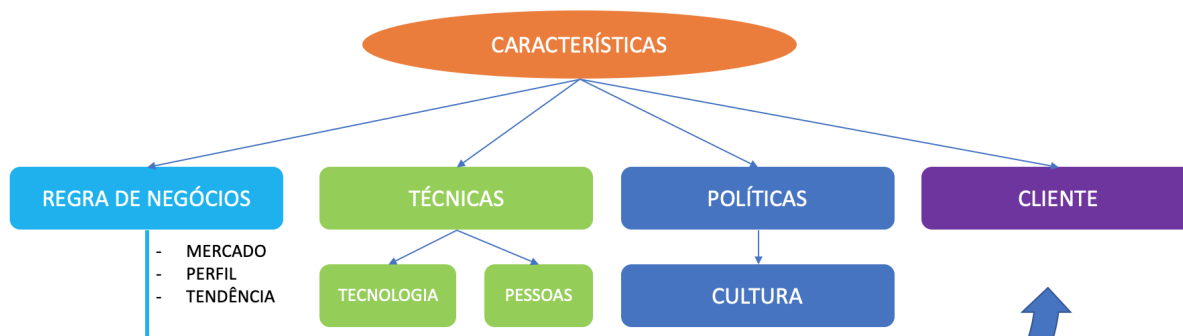 CARACTERÍSTICAS
REGRA DE NEGÓCIOS
TÉCNICAS
POLÍTICAS
CLIENTE
- MERCADO
- PERFIL
- TENDÊNCIA
TECNOLOGIA
PESSOAS
CULTURA